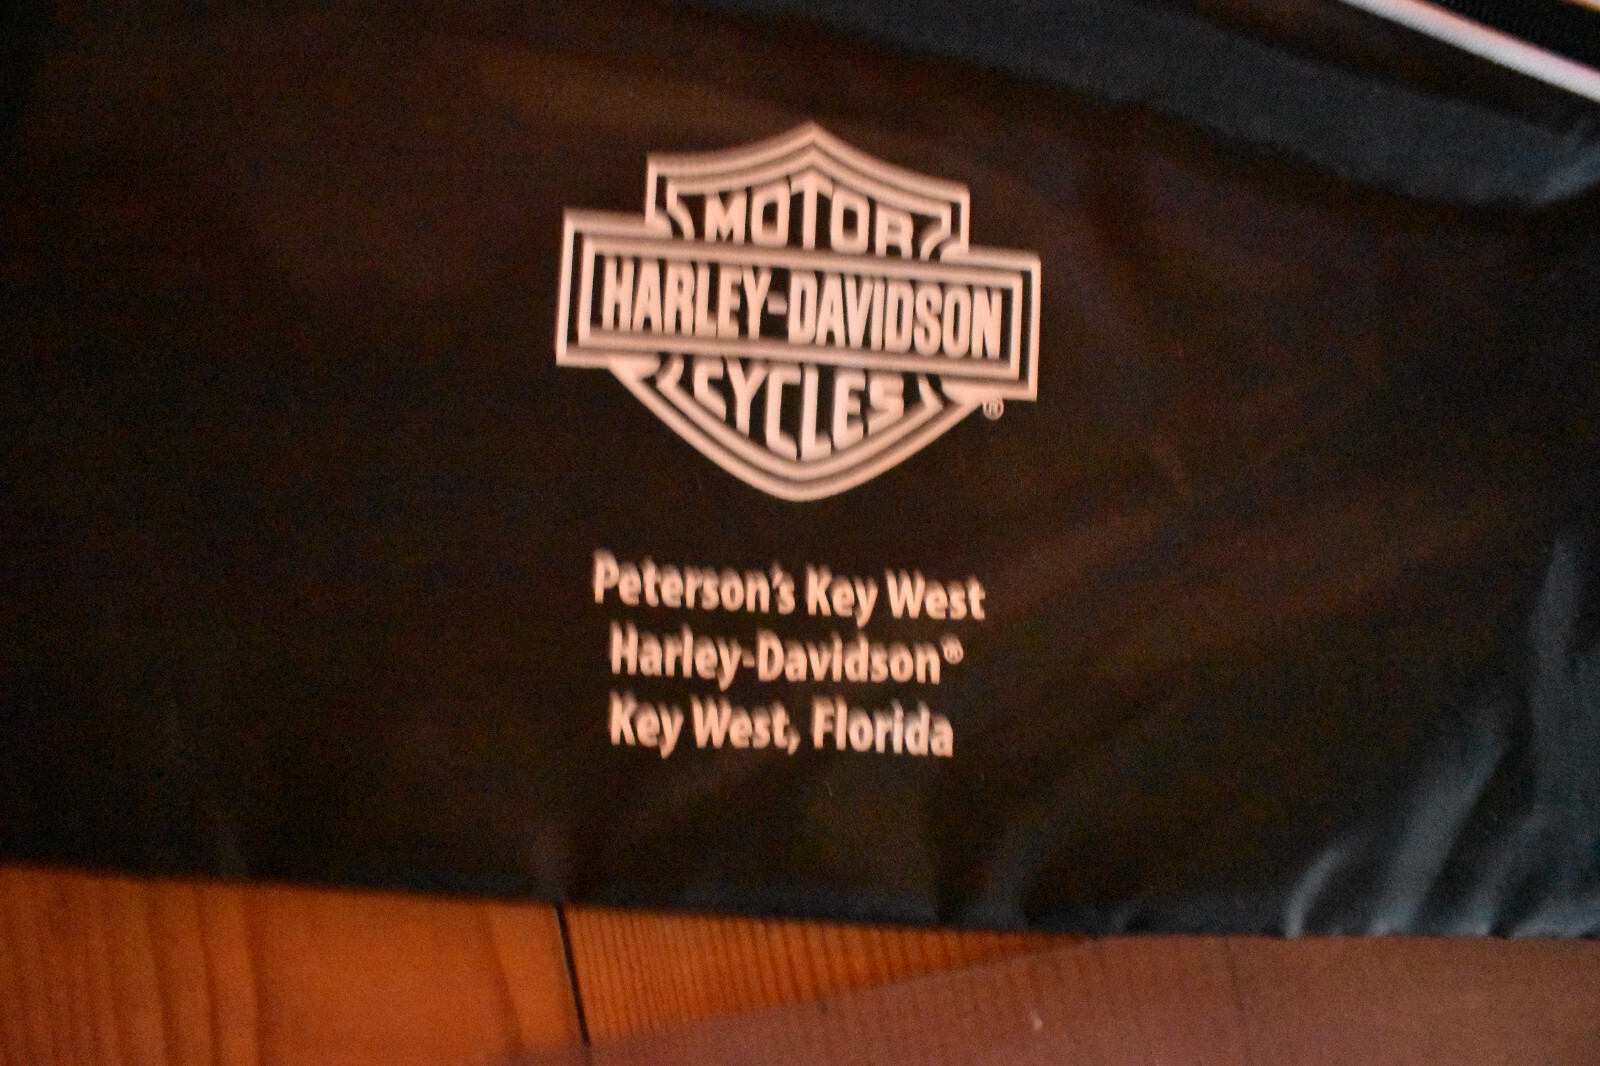 MOTOR
HARLEY-DAVIDSON
CYCLES
®
Peterson's Key West
Harley-Davidson®
Key West, Florida